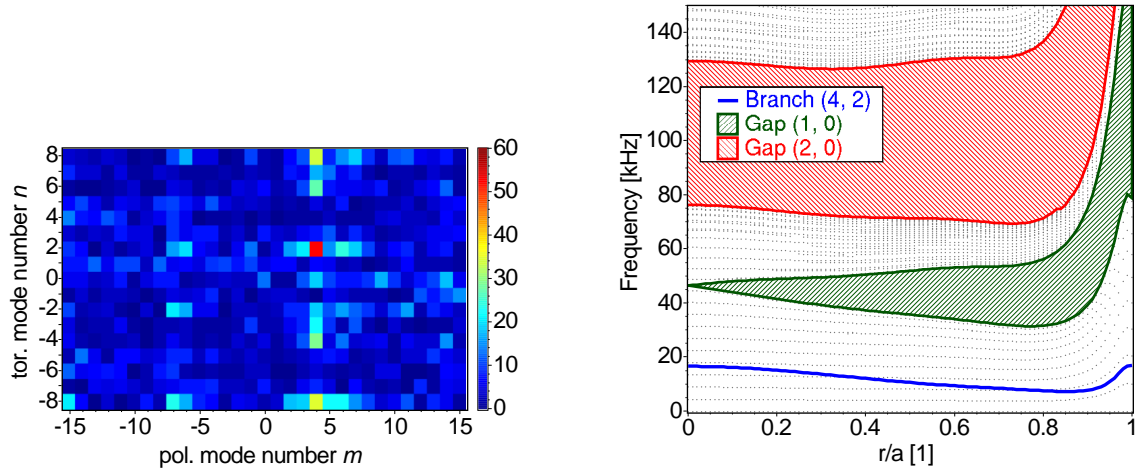 8
6
4
2
0
-2
-4
-6
-8
tor. mode number n
-15 -10 -5 0 5 10 15
pol. mode number m
60
50
40
30
20
10
0
140
120
100
80
60
40
20
0
Frequency [kHz]
Branch (4, 2)
Gap (1, 0)
Gap (2, 0)
0 0.2 0.4 0.6 0.8 1
r/a [1]